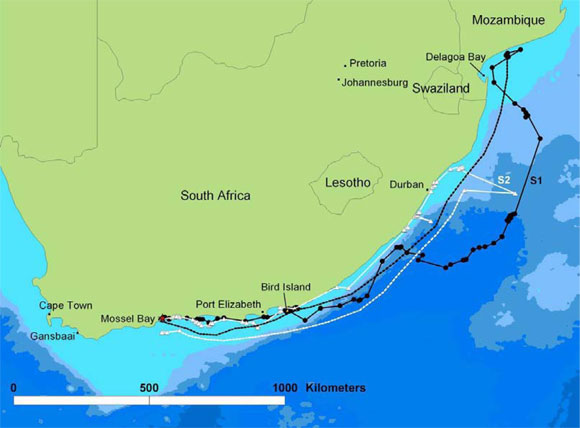 Mozambique
Delagoa Bay
Pretoria
Johannesburg
Swaziland
South Africa
Lesotho
Durban
S2
S1
Bird Island
Port Elizabeth
Cape Town
Mossel Bay
Gansbaai
0 500 1000 Kilometers